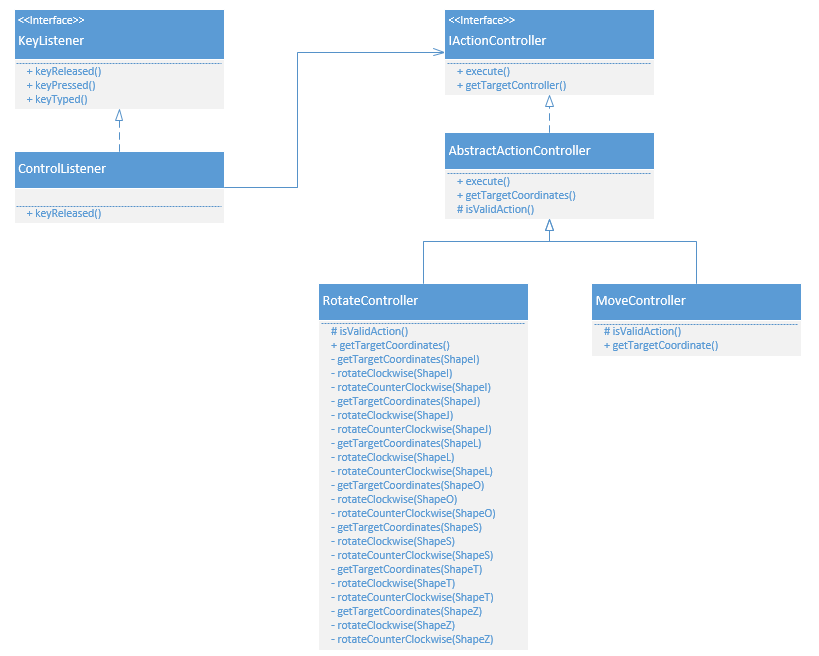 <<Interface>>
KeyListener
+ keyReleased()
+ keyPressed()
+ keyTyped()
ControlListener
+ keyReleased()
<<Interface>>
IActionController
+ execute()
+ getTargetController()
AbstractActionController
+ execute()
+ getTargetCoordinates()
# isValidAction()
RotateController
# isValidAction()
+ getTargetCoordinates()
- getTargetCoordinates(ShapeI)
- rotateClockwise(ShapeI)
- rotateCounterClockwise(ShapeI)
- getTargetCoordinates(ShapeJ)
- rotateClockwise(ShapeJ)
- rotateCounterClockwise(ShapeJ)
- getTargetCoordinates(ShapeL)
- rotateClockwise(ShapeL)
- rotateCounterClockwise(ShapeL)
- getTargetCoordinates(ShapeO)
- rotateClockwise(ShapeO)
- rotateCounterClockwise(ShapeO)
- getTargetCoordinates(ShapeS)
- rotateClockwise(ShapeS)
- rotateCounterClockwise(ShapeS)
- getTargetCoordinates(ShapeT)
- rotateClockwise(ShapeT)
- rotateCounterClockwise(ShapeT)
- getTargetCoordinates(ShapeZ)
- rotateClockwise(ShapeZ)
- rotateCounterClockwise(ShapeZ)
MoveController
# isValidAction()
+ getTargetCoordinate()